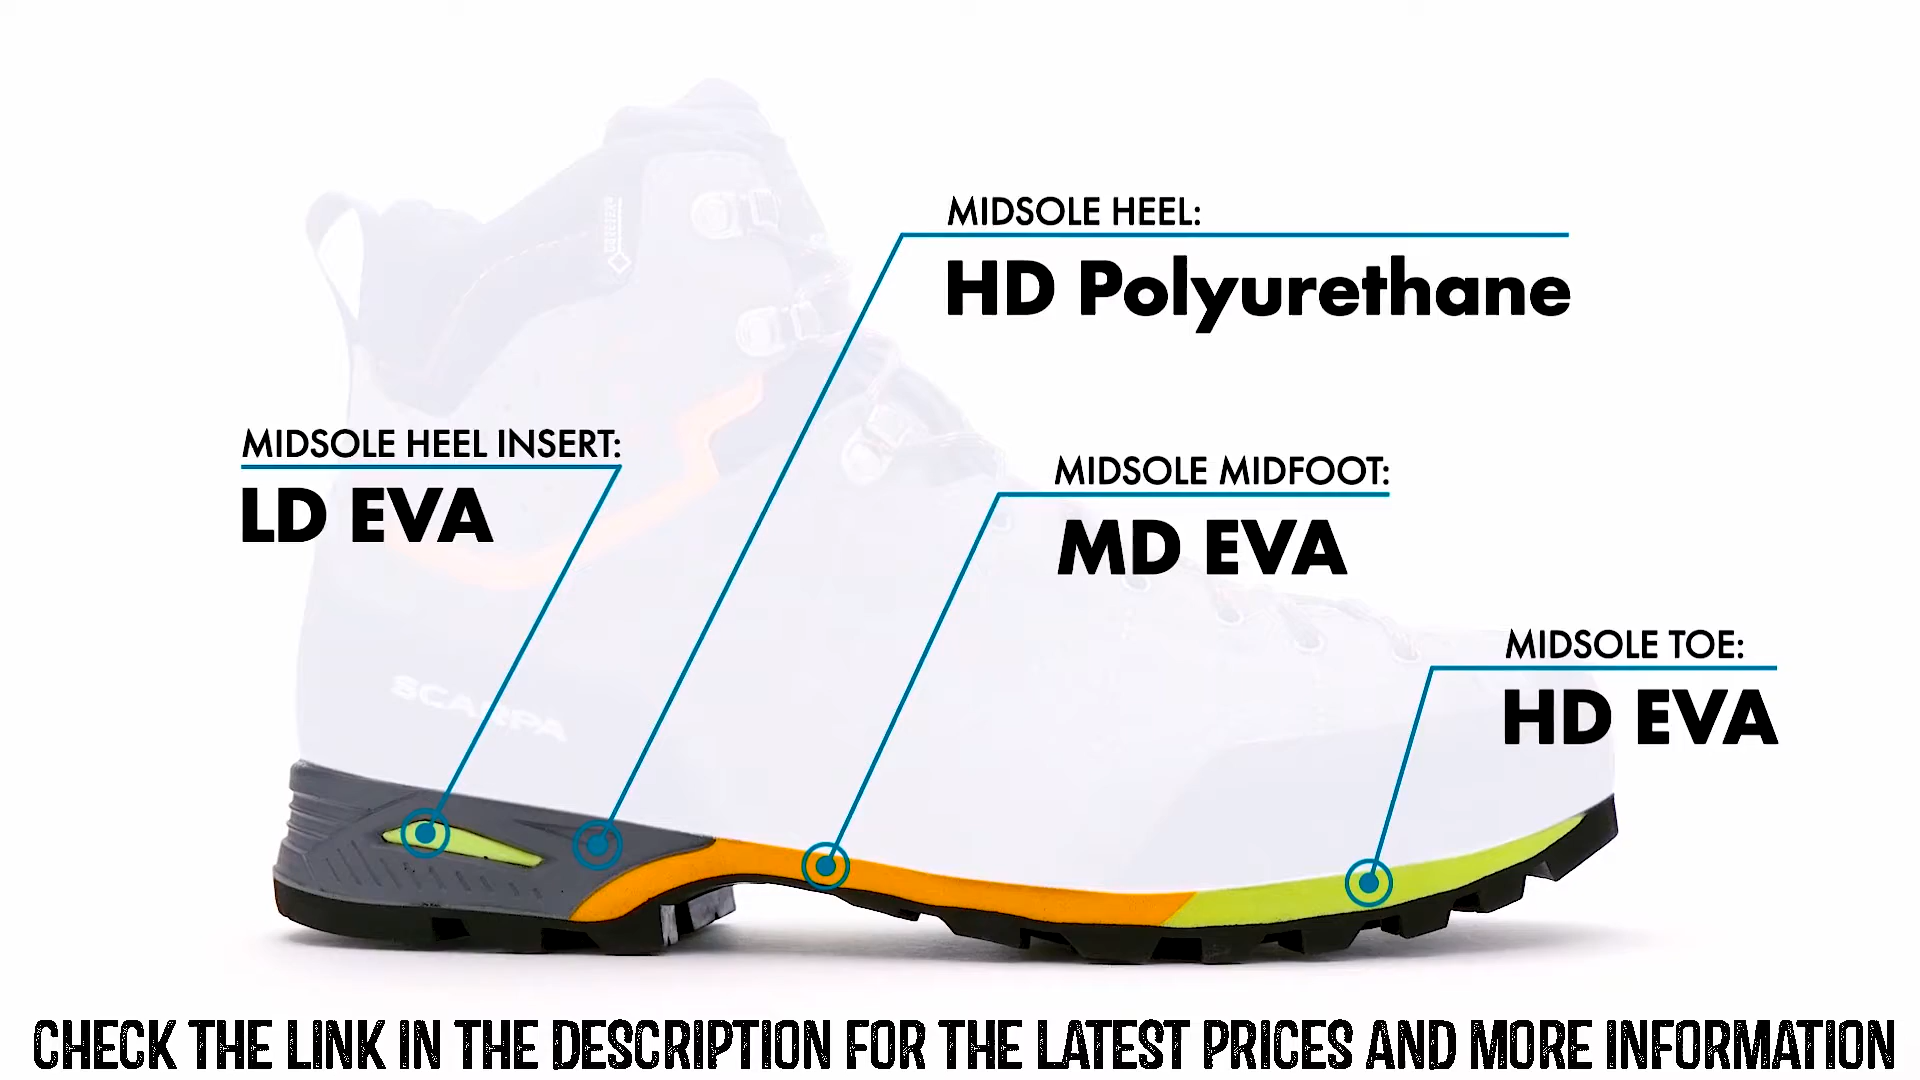 MIDSOLE HEEL:
HD Polyurethane
MIDSOLE HEEL INSERT:
LD EVA
MIDSOLE MIDFOOT:
MD EVA
MIDSOLE TOE:
HD EVA
SCARPA
CHECK THE LINK IN THE DESCRIPTION FOR THE LATEST PRICES AND MORE INFORMATION